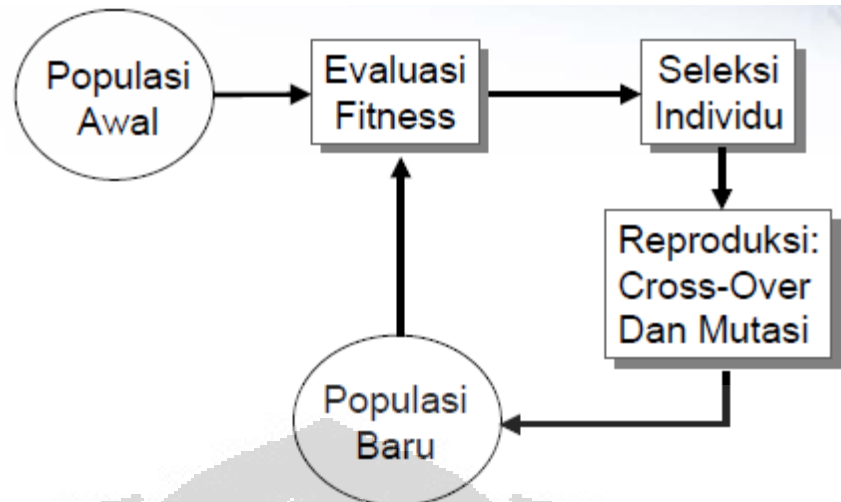 Populasi
Awal
Evaluasi
Fitness
Seleksi
Individu
Reproduksi:
Cross-Over
Dan Mutasi
Populasi
Baru